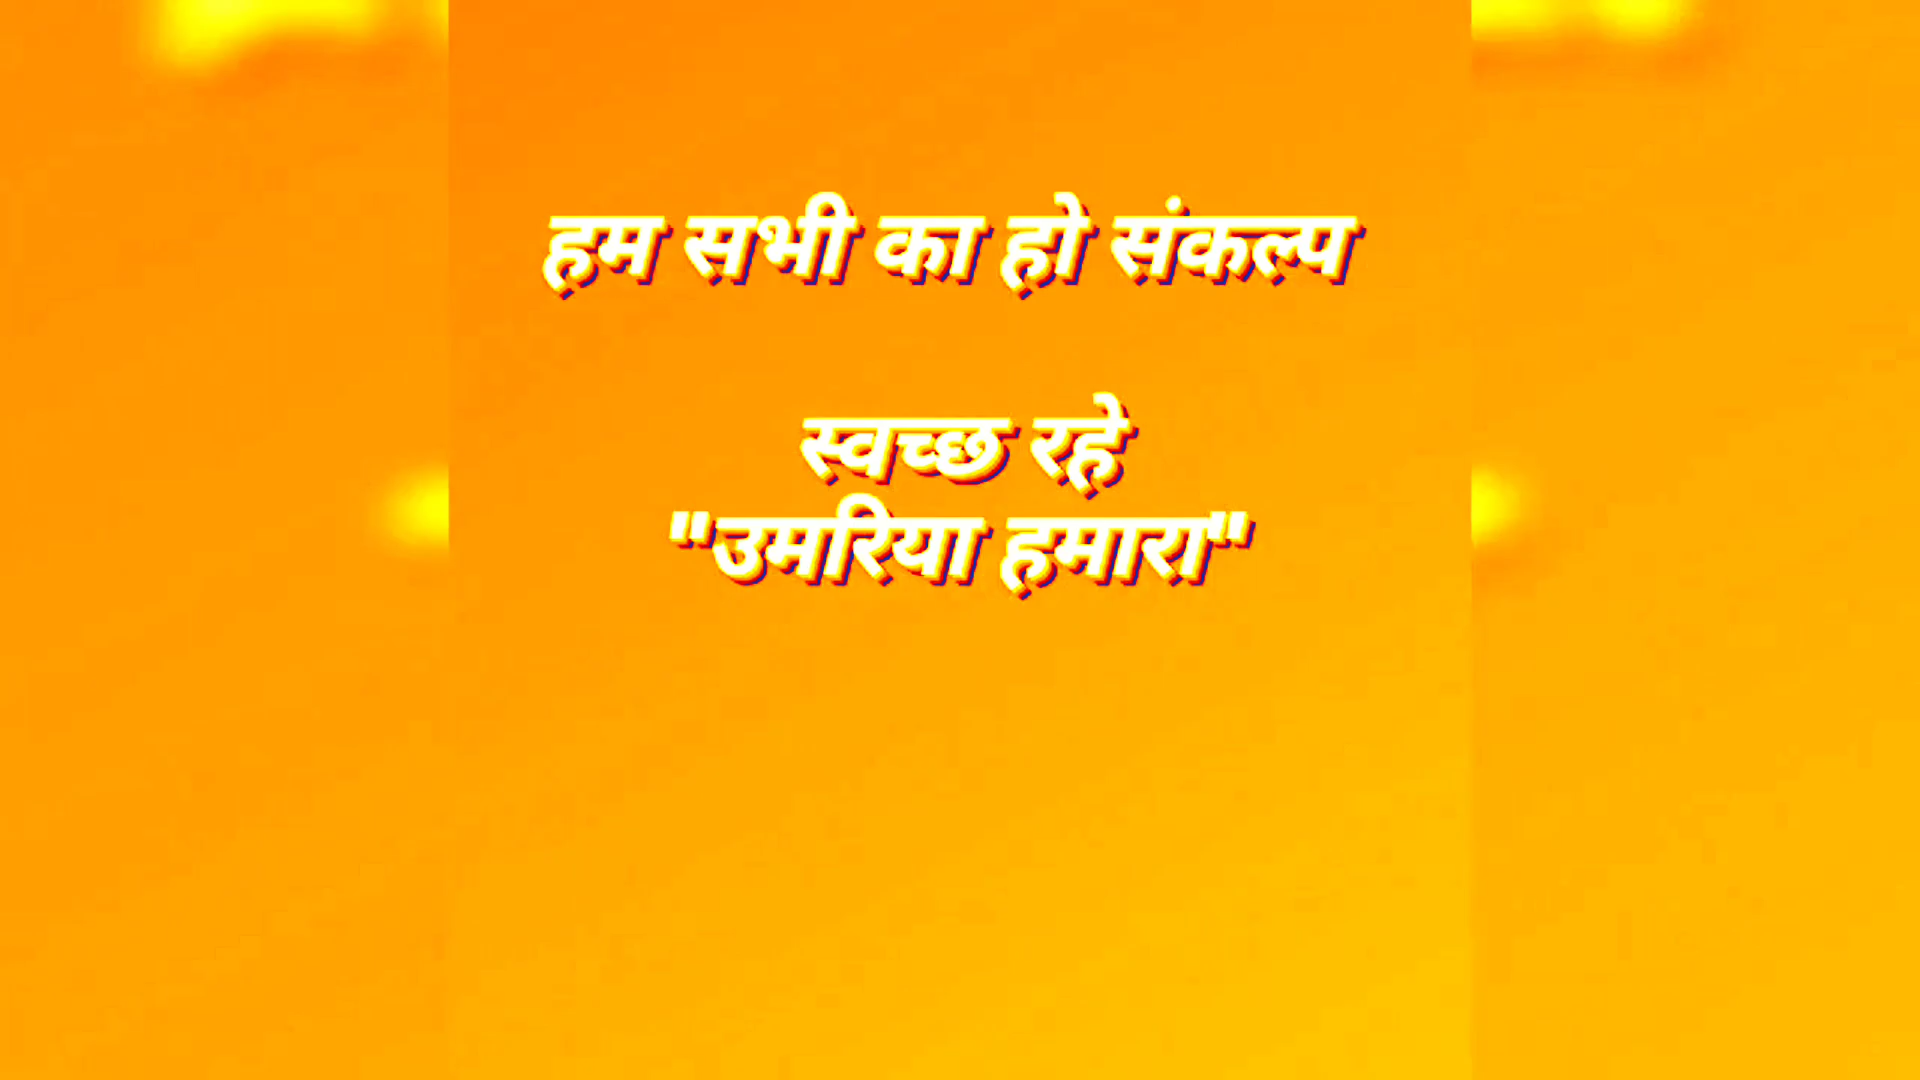 हम सभी का हो संकल्प
स्वच्छ रहे
"उमरिया हमारा"